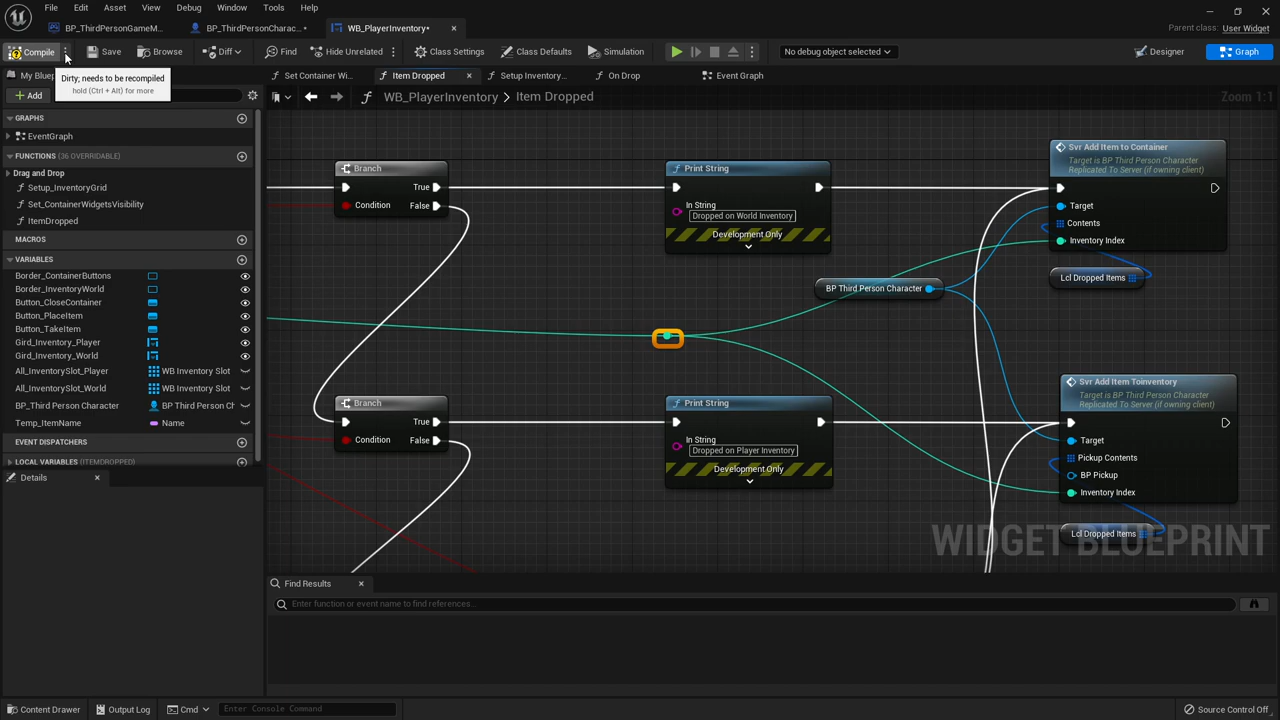 File Edit Asset View Debug Window Tools Help
BP_ThirdPersonGameM... BP_ThirdPersonCharac...• WB_PlayerInventory•
Parent class: User Widget
Compile Save Browse Diff Find Hide Unrelated Class Settings Class Defaults Simulation No debug object selected Designer Graph
My Bluep
Dirty; needs to be recompiled
hold (Ctrl + Alt) for more
Set Container Wi... Item Dropped Setup Inventory... On Drop Event Graph
Add
WB_PlayerInventory > Item Dropped
Zoom 1:1
GRAPHS
EventGraph
FUNCTIONS (36 OVERRIDABLE)
Drag and Drop
Setup_InventoryGrid
Set_ContainerWidgetsVisibility
ItemDropped
MACROS
VARIABLES
Border_ContainerButtons
Border_InventoryWorld
Button_CloseContainer
Button_PlaceItem
Button_TakeItem
Gird_Inventory_Player
Gird_Inventory_World
All_InventorySlot_Player WB Inventory Slot
All_InventorySlot_World WB Inventory Slot
BP_Third Person Character BP Third Person Ch
Temp_ItemName Name
EVENT DISPATCHERS
LOCAL VARIABLES (ITEMDROPPED)
Details
Branch
True
Condition False
Print String
In String
Dropped on World Inventory
Development Only
Svr Add Item to Container
Target is BP Third Person Character
Replicated To Server (if owning client)
Target
Contents
Inventory Index
Lcl Dropped Items
BP Third Person Character
Branch
True
Condition False
Print String
In String
Dropped on Player Inventory
Development Only
Svr Add Item Toinventory
Target is BP Third Person Character
Replicated To Server (if owning client)
Target
Pickup Contents
BP Pickup
Inventory Index
Lcl Dropped Items
WIDGET BLUEPRINT
Find Results
Enter function or event name to find references...
Content Drawer Output Log Cmd Enter Console Command Source Control Off